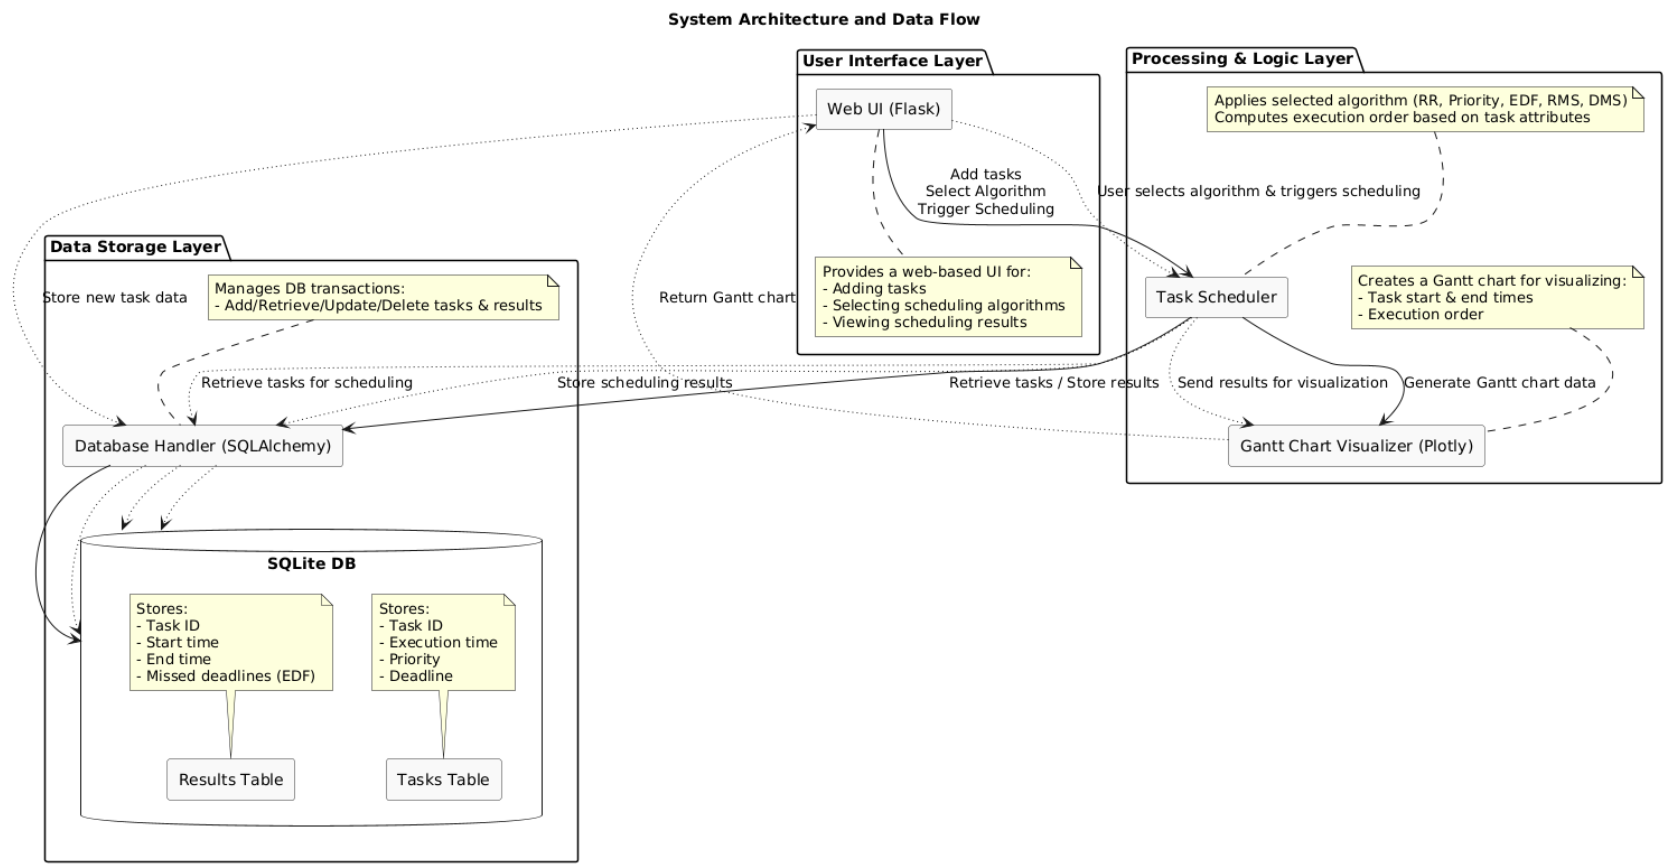 System Architecture and Data Flow
User Interface Layer
Web UI (Flask)
Add tasks
Select Algorithm
Trigger Scheduling
Provides a web-based UI for:
- Adding tasks
- Selecting scheduling algorithms
- Viewing scheduling results
Processing & Logic Layer
Applies selected algorithm (RR, Priority, EDF, RMS, DMS)
Computes execution order based on task attributes
User selects algorithm & triggers scheduling
Task Scheduler
Creates a Gantt chart for visualizing:
- Task start & end times
- Execution order
Send results for visualization
Generate Gantt chart data
Gantt Chart Visualizer (Plotly)
Return Gantt chart
Data Storage Layer
Store new task data
Manages DB transactions:
- Add/Retrieve/Update/Delete tasks & results
Retrieve tasks for scheduling
Store scheduling results
Retrieve tasks / Store results
Database Handler (SQLAlchemy)
SQLite DB
Stores:
- Task ID
- Start time
- End time
- Missed deadlines (EDF)
Results Table
Stores:
- Task ID
- Execution time
- Priority
- Deadline
Tasks Table